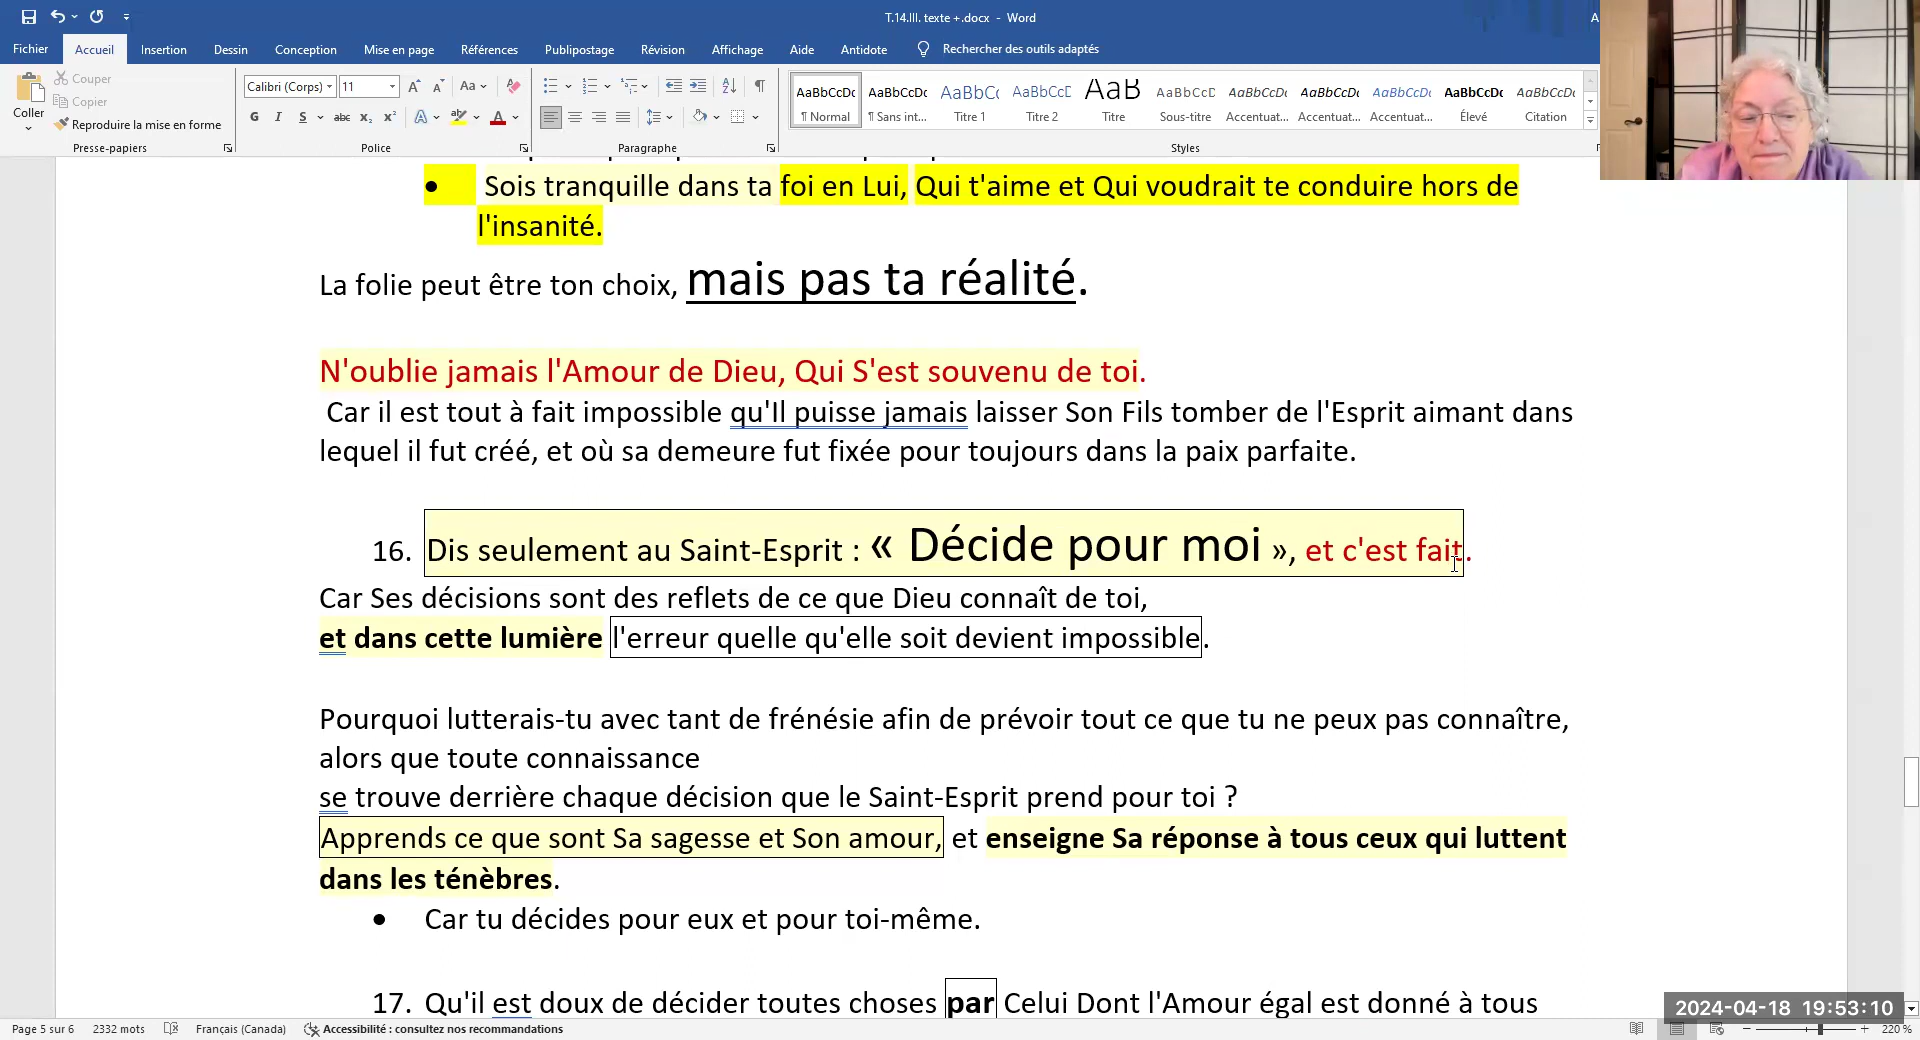 T.14.III. texte +.docx - Word
A
Fichier Accueil Insertion Dessin Conception Mise en page Références Publipostage Révision Affichage Aide Antidote Rechercher des outils adaptés
Coller
Couper
Copier
Reproduire la mise en forme
Presse-papiers
Calibri (Corps) 11
Police
Paragraphe
AaBbCcDc AaBbCcDc AaBbCc AaBbCcD AaB AaBbCcC AaBbCcDc AaBbCcDc AaBbCcDc AaBbCcDc AaBbCcDc
¶ Normal ¶ Sans int... Titre 1 Titre 2 Titre Sous-titre Accentuat... Accentuat... Accentuat... Élevé Citation
Styles
• Sois tranquille dans ta foi en Lui, Qui t'aime et Qui voudrait te conduire hors de
l'insanité.
La folie peut être ton choix, mais pas ta réalité.
N'oublie jamais l'Amour de Dieu, Qui S'est souvenu de toi.
Car il est tout à fait impossible qu'Il puisse jamais laisser Son Fils tomber de l'Esprit aimant dans
lequel il fut créé, et où sa demeure fut fixée pour toujours dans la paix parfaite.
16. Dis seulement au Saint-Esprit : « Décide pour moi », et c'est fait.
Car Ses décisions sont des reflets de ce que Dieu connaît de toi,
et dans cette lumière l'erreur quelle qu'elle soit devient impossible.
Pourquoi lutterais-tu avec tant de frénésie afin de prévoir tout ce que tu ne peux pas connaître,
alors que toute connaissance
se trouve derrière chaque décision que le Saint-Esprit prend pour toi ?
Apprends ce que sont Sa sagesse et Son amour, et enseigne Sa réponse à tous ceux qui luttent
dans les ténèbres.
• Car tu décides pour eux et pour toi-même.
17. Qu'il est doux de décider toutes choses par Celui Dont l'Amour égal est donné à tous
2024-04-18 19:53:10
Page 5 sur 6 2332 mots Français (Canada) Accessibilité : consultez nos recommandations 220 %